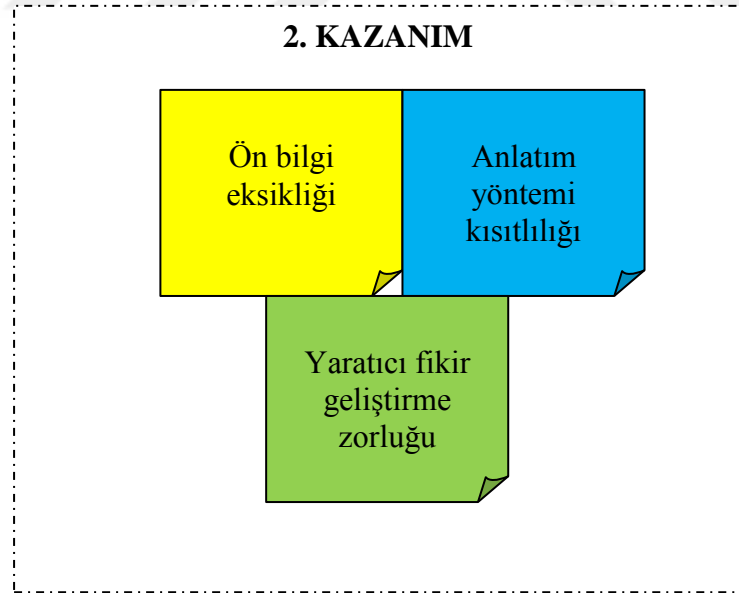 2. KAZANIM
Ön bilgi
eksikliği
Anlatım
yöntemi
kısıtlılığı
Yaratıcı fikir
geliştirme
zorluğu